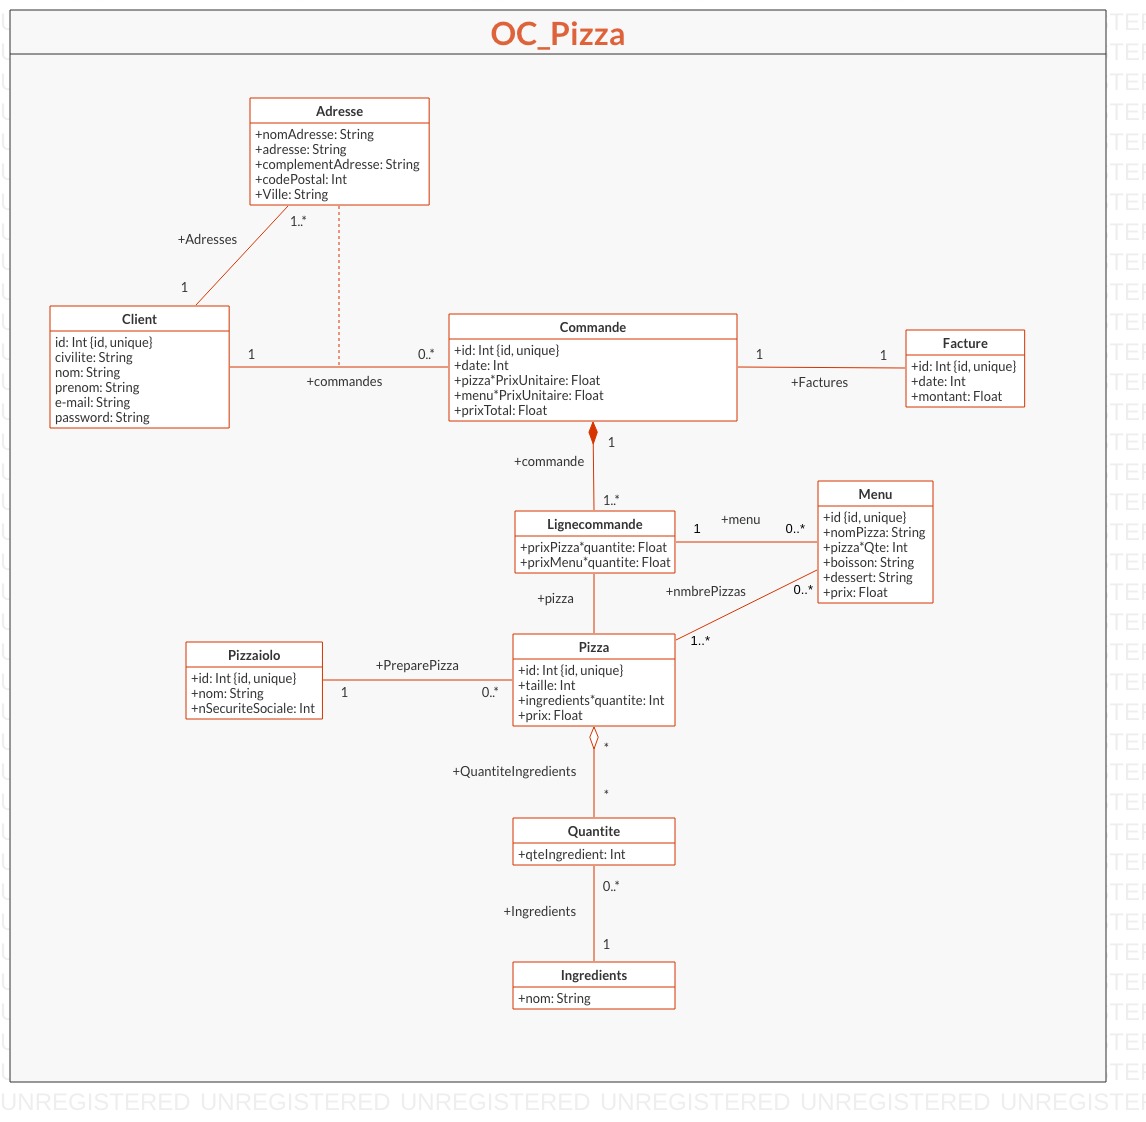 OC_Pizza
Adresse
+nomAdresse: String
+adresse: String
+complementAdresse: String
+codePostal: Int
+Ville: String
1..*
+Adresses
1
Client
id: Int {id, unique}
civilite: String
nom: String
prenom: String
e-mail: String
password: String
1
0..*
+commandes
Commande
+id: Int {id, unique}
+date: Int
+pizza*PrixUnitaire: Float
+menu*PrixUnitaire: Float
+prixTotal: Float
1
1
+Factures
Facture
+id: Int {id, unique}
+date: Int
+montant: Float
1
+commande
1..*
Lignecommande
+prixPizza*quantite: Float
+prixMenu*quantite: Float
+menu
1
0..*
Menu
+id {id, unique}
+nomPizza: String
+pizza*Qte: Int
+boisson: String
+dessert: String
+prix: Float
+nmbrePizzas
0..*
1..*
+pizza
Pizza
+id: Int {id, unique}
+taille: Int
+ingredients*quantite: Int
+prix: Float
Pizzaiolo
+id: Int {id, unique}
+nom: String
+nSecuriteSociale: Int
+PreparePizza
1
0..*
*
+QuantiteIngredients
*
Quantite
+qteIngredient: Int
0..*
+Ingredients
1
Ingredients
+nom: String
UNREGISTERED UNREGISTERED UNREGISTERED UNREGISTERED UNREGISTERED UNREGISTE